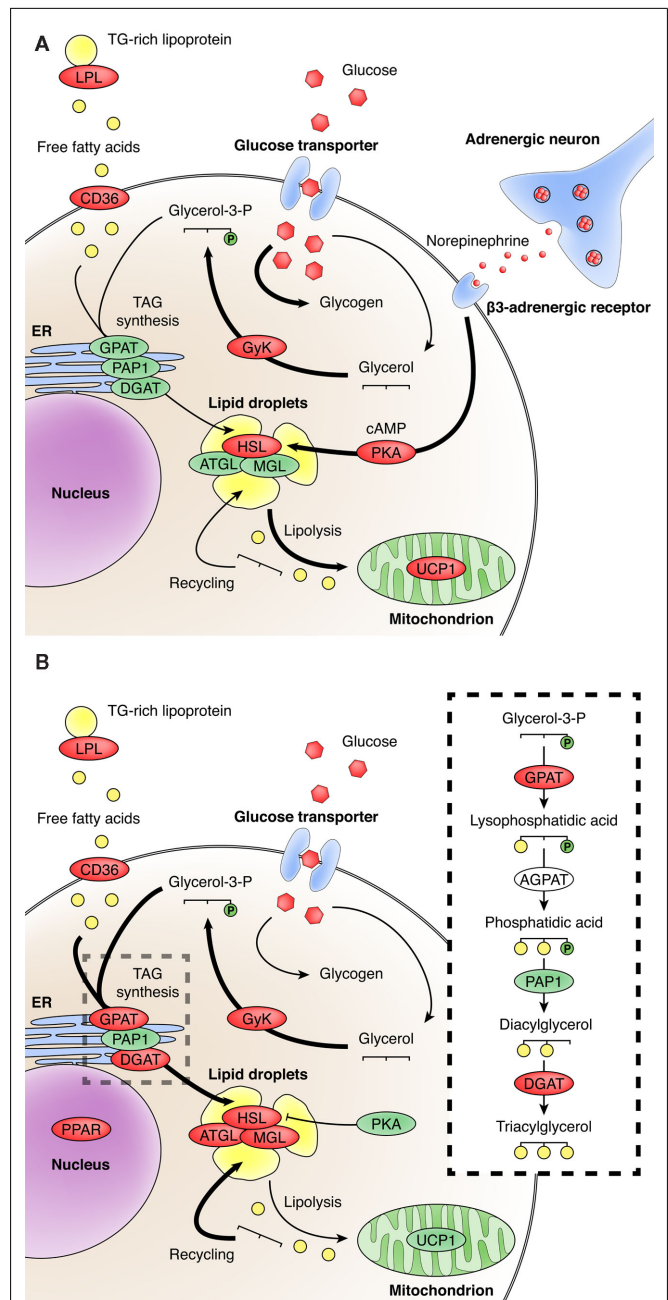 A
TG-rich lipoprotein
LPL
Glucose
Free fatty acids
Glucose transporter
Adrenergic neuron
CD36
Glycerol-3-P
P
Norepinephrine
Glycogen
β3-adrenergic receptor
TAG
synthesis
ER
GPAT
GyK
PAP1
Glycerol
DGAT
Lipid droplets
cAMP
HSL
PKA
ATGL
MGL
Nucleus
Lipolysis
UCP1
Recycling
Mitochondrion
B
TG-rich lipoprotein
LPL
Glucose
Free fatty acids
Glucose transporter
CD36
Glycerol-3-P
P
TAG
synthesis
Glycogen
ER
GPAT
GyK
PAP1
Glycerol
DGAT
Lipid droplets
HSL
PPAR
ATGL
MGL
PKA
Nucleus
Lipolysis
UCP1
Recycling
Mitochondrion
Glycerol-3-P
P
GPAT
Lysophosphatidic acid
P
AGPAT
Phosphatidic acid
P
PAP1
Diacylglycerol
DGAT
Triacylglycerol